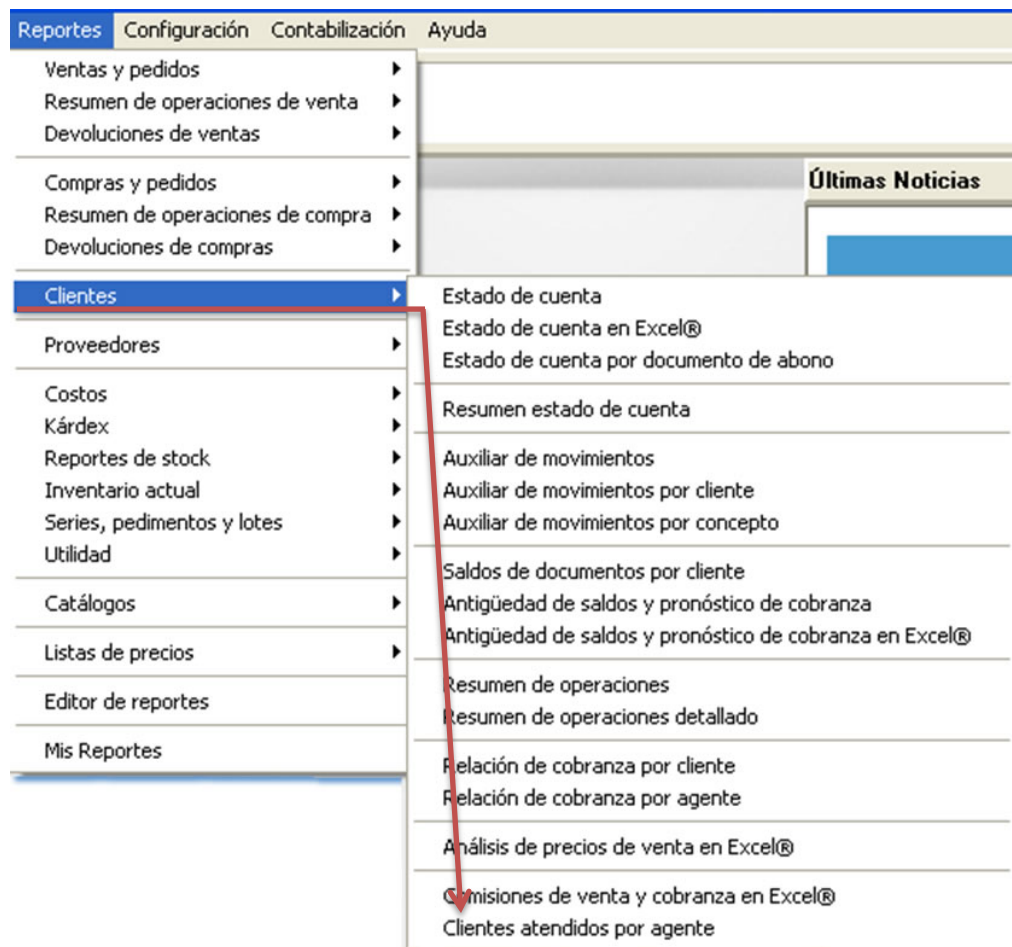 Reportes Configuración Contabilización Ayuda
Ventas y pedidos
Resumen de operaciones de venta
Devoluciones de ventas
Compras y pedidos
Resumen de operaciones de compra
Devoluciones de compras
Clientes
Proveedores
Costos
Kárdex
Reportes de stock
Inventario actual
Series, pedimentos y lotes
Utilidad
Catálogos
Listas de precios
Editor de reportes
Mis Reportes
Últimas Noticias
Estado de cuenta
Estado de cuenta en Excel®
Estado de cuenta por documento de abono
Resumen estado de cuenta
Auxiliar de movimientos
Auxiliar de movimientos por cliente
Auxiliar de movimientos por concepto
Saldos de documentos por cliente
Antigüedad de saldos y pronóstico de cobranza
Antigüedad de saldos y pronóstico de cobranza en Excel®
Resumen de operaciones
Resumen de operaciones detallado
Relación de cobranza por cliente
Relación de cobranza por agente
Análisis de precios de venta en Excel®
Comisiones de venta y cobranza en Excel®
Clientes atendidos por agente